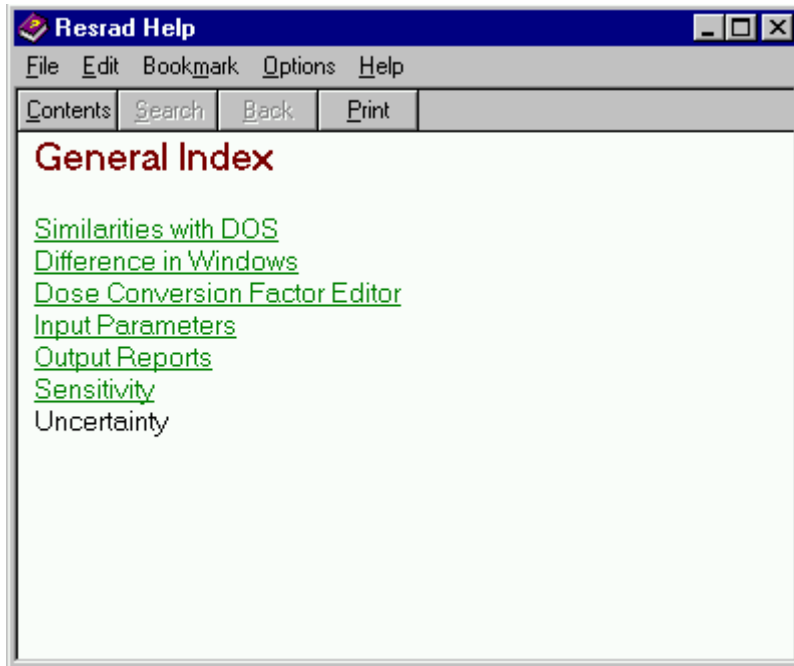 Resrad Help
File Edit Bookmark Options Help
Contents Search Back Print
General Index
Similarities with DOS
Difference in Windows
Dose Conversion Factor Editor
Input Parameters
Output Reports
Sensitivity
Uncertainty